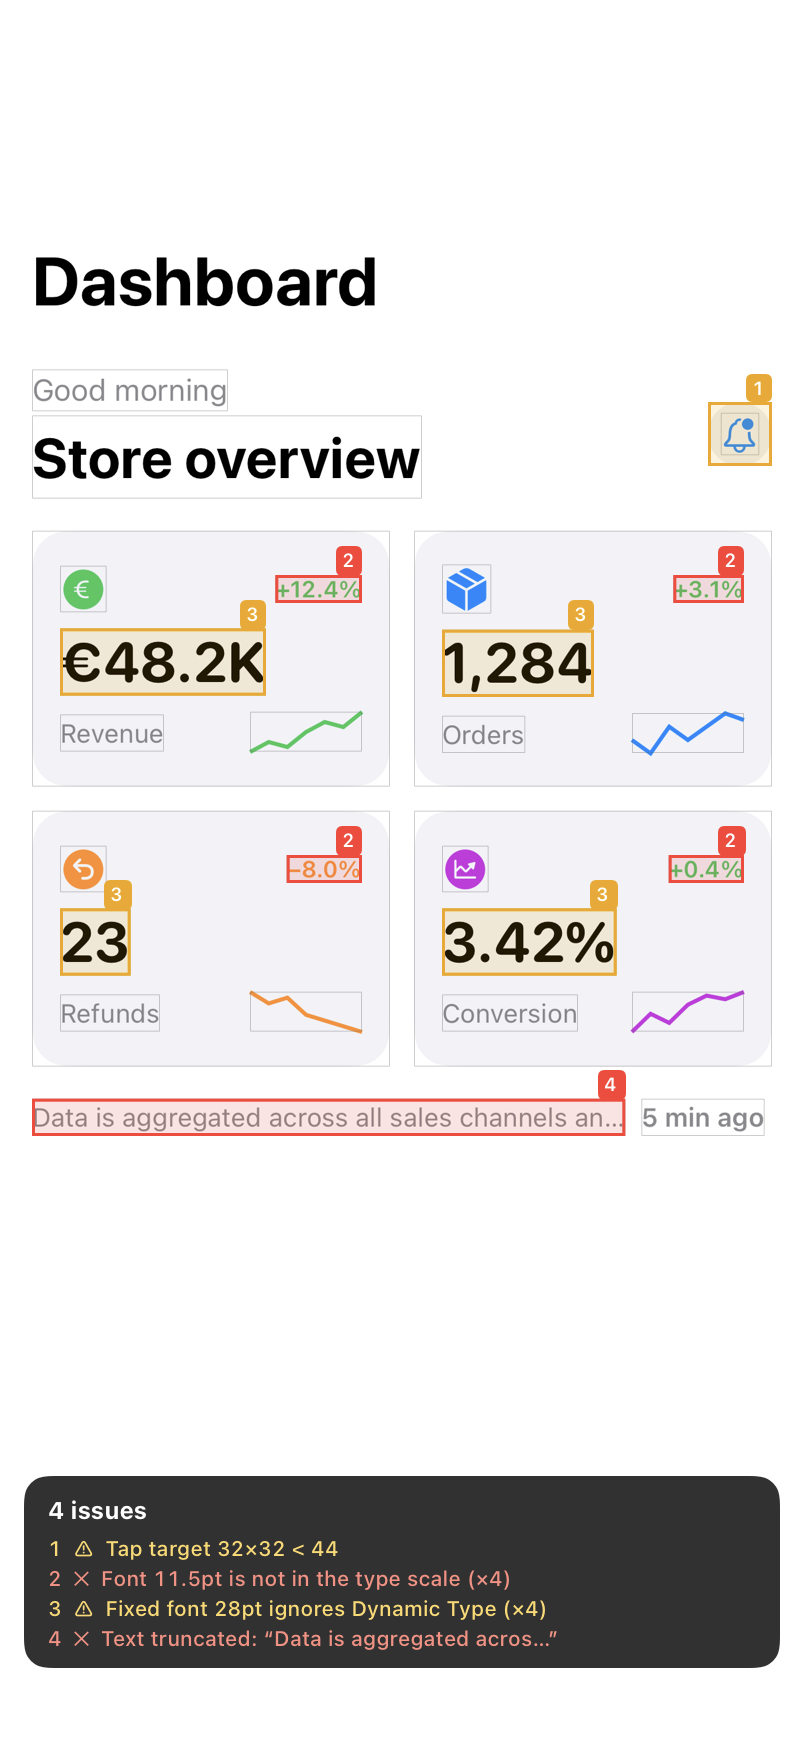 Dashboard
Good morning
1
Store overview
2
2
€
+12.4%
+3.1%
3
3
€48.2K
1,284
Revenue
Orders
2
2
−8.0%
+0.4%
3
3
23
3.42%
Refunds
Conversion
4
Data is aggregated across all sales channels an...
5 min ago
4 issues
1 ⚠ Tap target 32×32 < 44
2 ✕ Font 11.5pt is not in the type scale (×4)
3 ⚠ Fixed font 28pt ignores Dynamic Type (×4)
4 ✕ Text truncated: “Data is aggregated acros…”